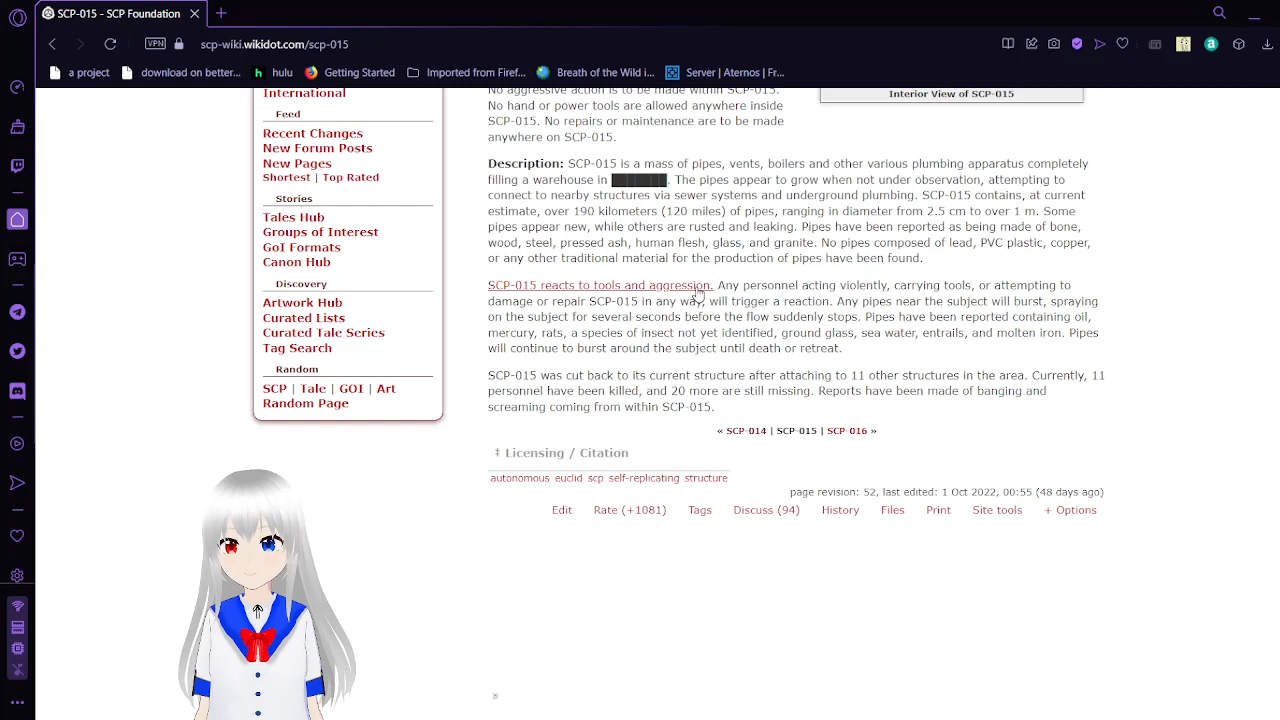 SCP-015 - SCP Foundation
VPN
scp-wiki.wikidot.com/scp-015
a project
download on better...
hulu
Getting Started
Imported from Firef...
Breath of the Wild i...
Server | Aternos | Fr...
International
Feed
Recent Changes
New Forum Posts
New Pages
Shortest | Top Rated
Stories
Tales Hub
Groups of Interest
GoI Formats
Canon Hub
Discovery
Artwork Hub
Curated Lists
Curated Tale Series
Tag Search
Random
SCP | Tale | GOI | Art
Random Page
No aggressive action is to be made within SCP-015.
No hand or power tools are allowed anywhere inside
SCP-015. No repairs or maintenance are to be made
anywhere on SCP-015.
Interior View of SCP-015
Description: SCP-015 is a mass of pipes, vents, boilers and other various plumbing apparatus completely
filling a warehouse in ███████. The pipes appear to grow when not under observation, attempting to
connect to nearby structures via sewer systems and underground plumbing. SCP-015 contains, at current
estimate, over 190 kilometers (120 miles) of pipes, ranging in diameter from 2.5 cm to over 1 m. Some
pipes appear new, while others are rusted and leaking. Pipes have been reported as being made of bone,
wood, steel, pressed ash, human flesh, glass, and granite. No pipes composed of lead, PVC plastic, copper,
or any other traditional material for the production of pipes have been found.
SCP-015 reacts to tools and aggression. Any personnel acting violently, carrying tools, or attempting to
damage or repair SCP-015 in any way, will trigger a reaction. Any pipes near the subject will burst, spraying
on the subject for several seconds before the flow suddenly stops. Pipes have been reported containing oil,
mercury, rats, a species of insect not yet identified, ground glass, sea water, entrails, and molten iron. Pipes
will continue to burst around the subject until death or retreat.
SCP-015 was cut back to its current structure after attaching to 11 other structures in the area. Currently, 11
personnel have been killed, and 20 more are still missing. Reports have been made of banging and
screaming coming from within SCP-015.
« SCP-014 | SCP-015 | SCP-016 »
‡ Licensing / Citation
autonomous euclid scp self-replicating structure
page revision: 52, last edited: 1 Oct 2022, 00:55 (48 days ago)
Edit Rate (+1081) Tags Discuss (94) History Files Print Site tools + Options